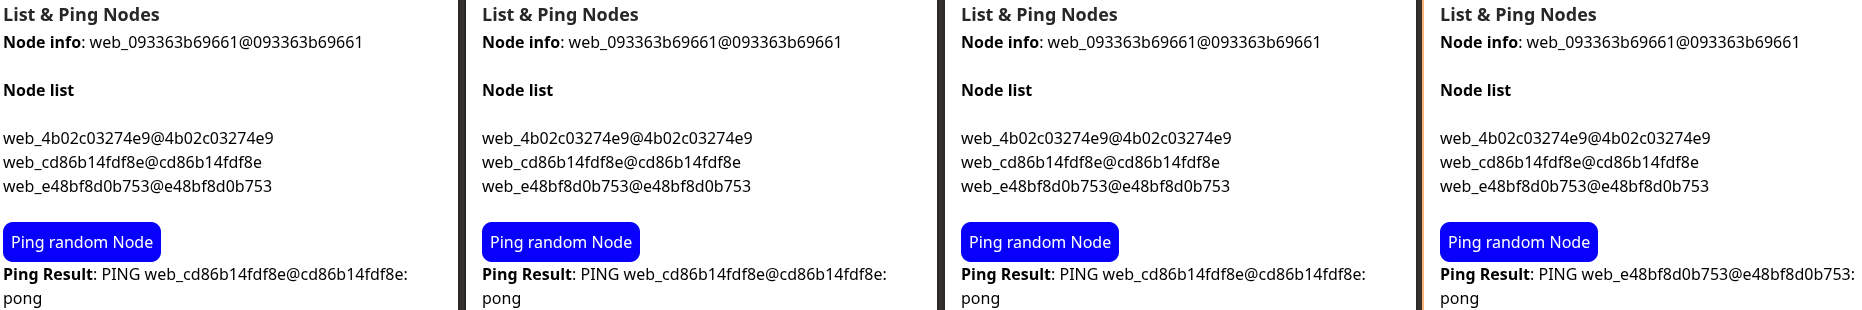 List & Ping Nodes
Node info: web_093363b69661@093363b69661
Node list
web_4b02c03274e9@4b02c03274e9
web_cd86b14fdf8e@cd86b14fdf8e
web_e48bf8d0b753@e48bf8d0b753
Ping random Node
Ping Result: PING web_cd86b14fdf8e@cd86b14fdf8e:
pong
List & Ping Nodes
Node info: web_093363b69661@093363b69661
Node list
web_4b02c03274e9@4b02c03274e9
web_cd86b14fdf8e@cd86b14fdf8e
web_e48bf8d0b753@e48bf8d0b753
Ping random Node
Ping Result: PING web_cd86b14fdf8e@cd86b14fdf8e:
pong
List & Ping Nodes
Node info: web_093363b69661@093363b69661
Node list
web_4b02c03274e9@4b02c03274e9
web_cd86b14fdf8e@cd86b14fdf8e
web_e48bf8d0b753@e48bf8d0b753
Ping random Node
Ping Result: PING web_cd86b14fdf8e@cd86b14fdf8e:
pong
List & Ping Nodes
Node info: web_093363b69661@093363b69661
Node list
web_4b02c03274e9@4b02c03274e9
web_cd86b14fdf8e@cd86b14fdf8e
web_e48bf8d0b753@e48bf8d0b753
Ping random Node
Ping Result: PING web_e48bf8d0b753@e48bf8d0b753:
pong